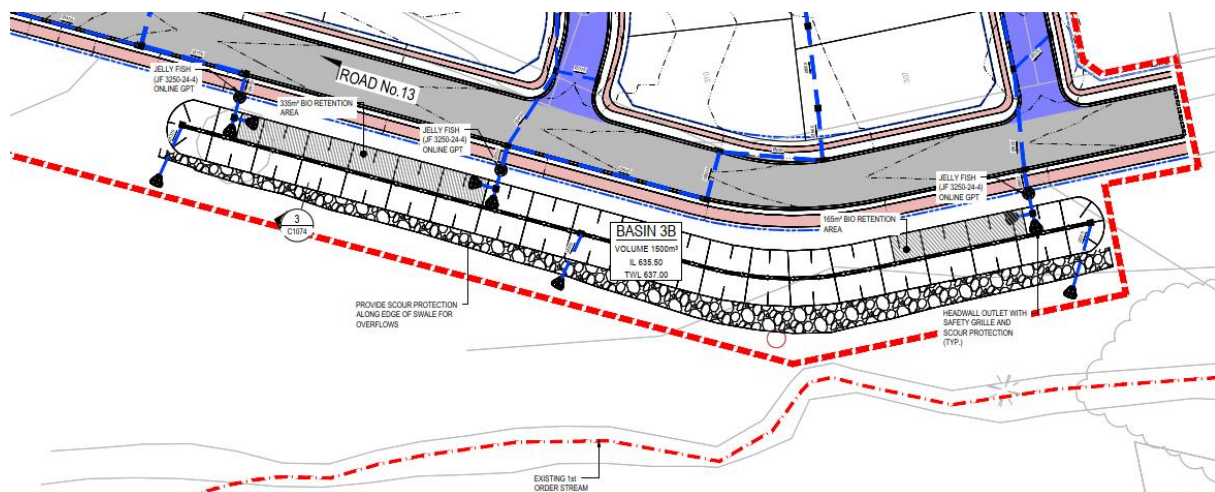 JELLY FISH
(JF 3250-24-4)
ONLINE GPT
ROAD No.13
335m² BIO RETENTION
AREA
JELLY FISH
(JF 3250-24-4)
ONLINE GPT
310
JELLY FISH
(JF 3250-24-4)
ONLINE GPT
3
C1074
BASIN 3B
VOLUME 1500m³
IL 635.50
TWL 637.00
165m² BIO RETENTION
AREA
PROVIDE SCOUR PROTECTION
ALONG EDGE OF SWALE FOR
OVERFLOWS
HEADWALL OUTLET WITH
SAFETY GRILLE AND
SCOUR PROTECTION
(TYP.)
EXISTING 1st
ORDER STREAM